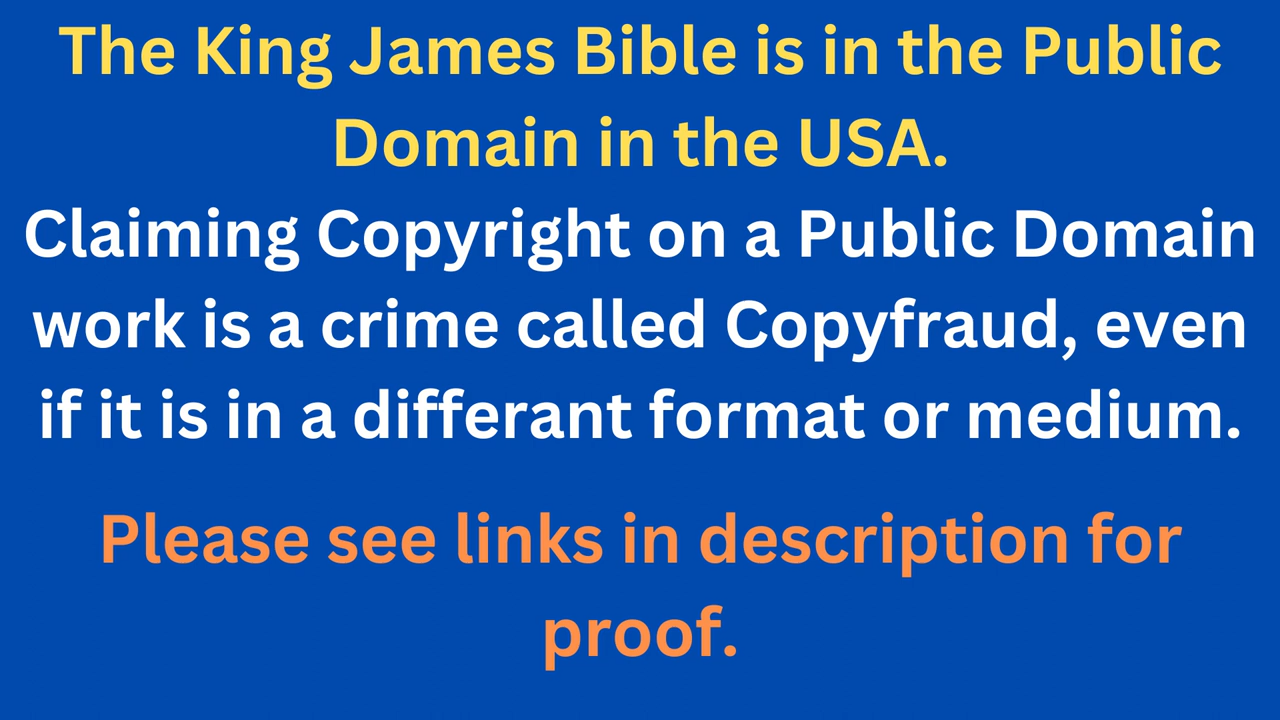 The King James Bible is in the Public
Domain in the USA.
Claiming Copyright on a Public Domain
work is a crime called Copyfraud, even
if it is in a differant format or medium.
Please see links in description for
proof.